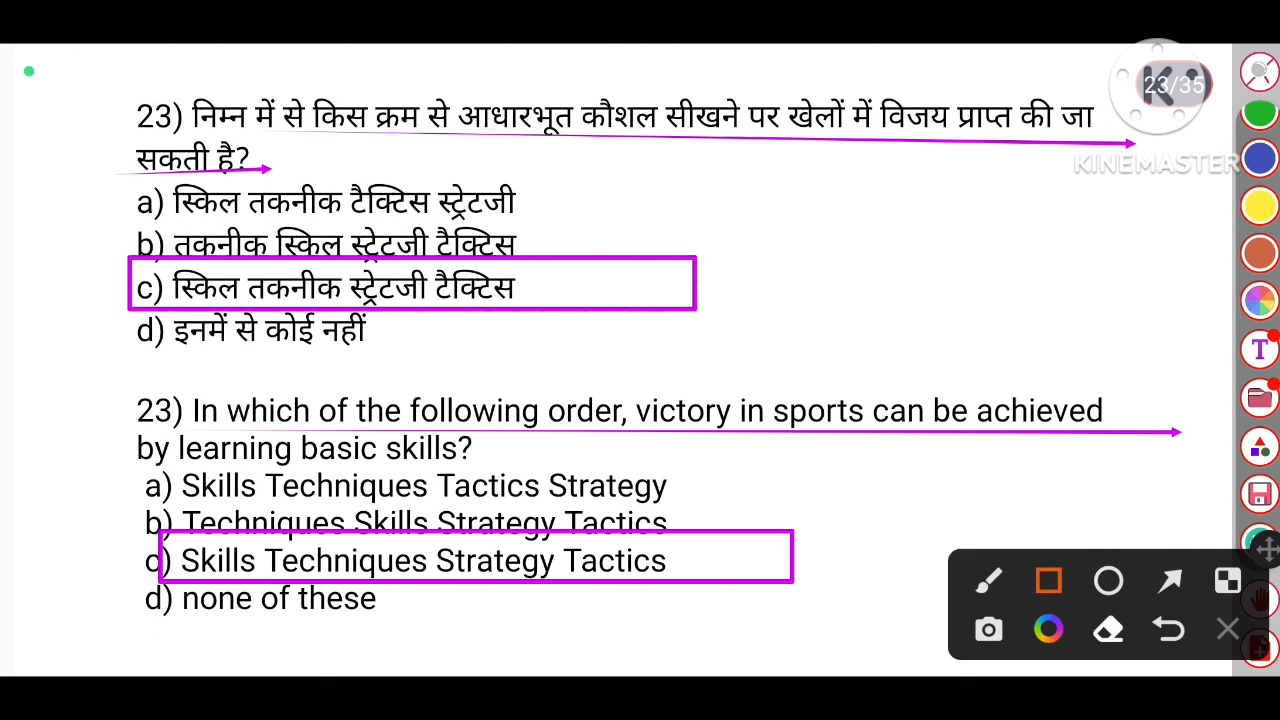 23/35
KINEMASTER
23) निम्न में से किस क्रम से आधारभूत कौशल सीखने पर खेलों में विजय प्राप्त की जा
सकती है?
a) स्किल तकनीक टैक्टिस स्ट्रेटजी
b) तकनीक स्किल स्ट्रेटजी टैक्टिस
c) स्किल तकनीक स्ट्रेटजी टैक्टिस
d) इनमें से कोई नहीं
23) In which of the following order, victory in sports can be achieved
by learning basic skills?
a) Skills Techniques Tactics Strategy
b) Techniques Skills Strategy Tactics
c) Skills Techniques Strategy Tactics
d) none of these
T